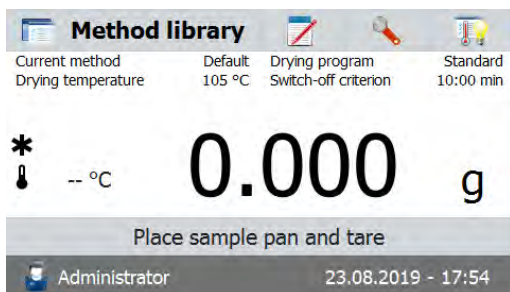 Method library
Current method Default Drying program Standard
Drying temperature 105 °C Switch-off criterion 10:00 min
-- °C 0.000 g
Place sample pan and tare
Administrator 23.08.2019 - 17:54